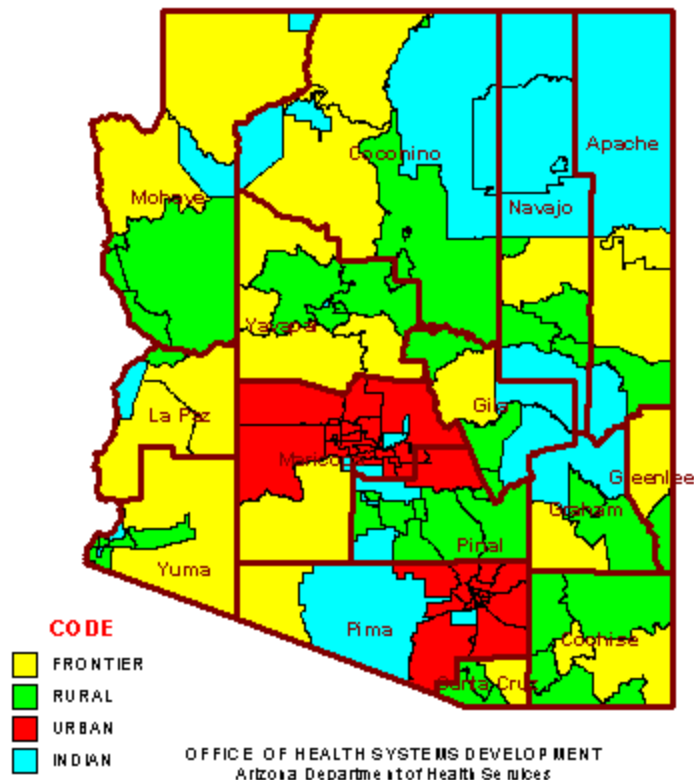 Apache
Coconino
Mohave
Navajo
Yavapai
La Paz
Gila
Maricopa
Greenlee
Graham
Pinal
Yuma
Pima
Cochise
Santa Cruz
CODE
FRONTIER
RURAL
URBAN
INDIAN
OFFICE OF HEALTH SYSTEMS DEVELOPMENT
Arizona Department of Health Services